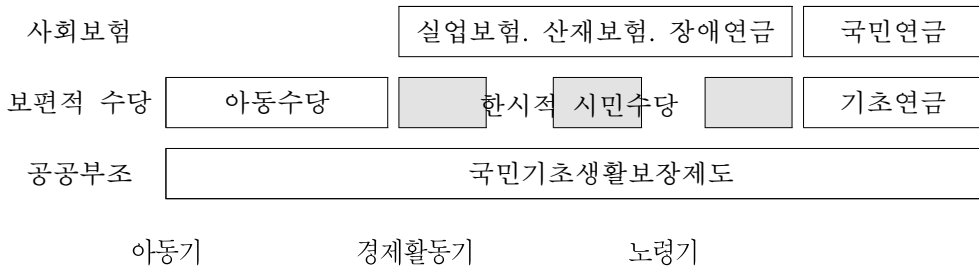 사회보험 실업보험. 산재보험. 장애연금 국민연금
보편적 수당 아동수당 한시적 시민수당 기초연금
공공부조 국민기초생활보장제도
아동기 경제활동기 노령기